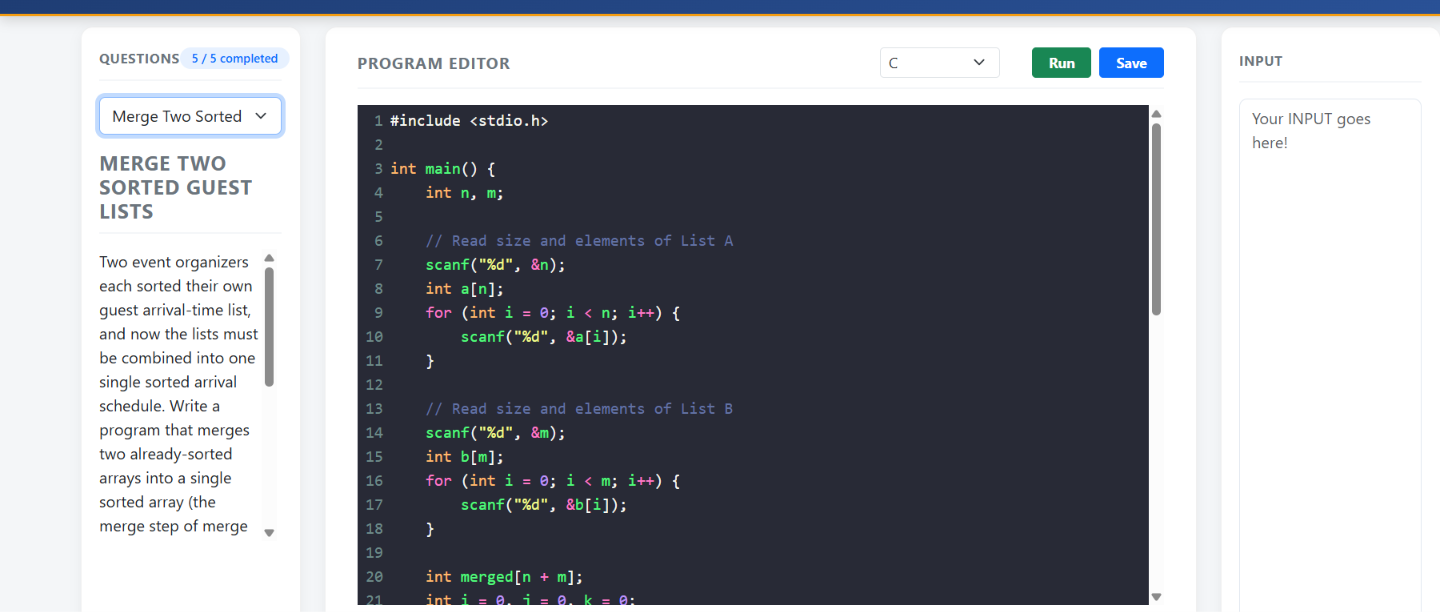 QUESTIONS 5 / 5 completed
Merge Two Sorted
MERGE TWO
SORTED GUEST
LISTS
Two event organizers
each sorted their own
guest arrival-time list,
and now the lists must
be combined into one
single sorted arrival
schedule. Write a
program that merges
two already-sorted
arrays into a single
sorted array (the
merge step of merge
PROGRAM EDITOR
C
Run
Save
1 #include <stdio.h>
2
3 int main() {
4     int n, m;
5
6     // Read size and elements of List A
7     scanf("%d", &n);
8     int a[n];
9     for (int i = 0; i < n; i++) {
10         scanf("%d", &a[i]);
11     }
12
13     // Read size and elements of List B
14     scanf("%d", &m);
15     int b[m];
16     for (int i = 0; i < m; i++) {
17         scanf("%d", &b[i]);
18     }
19
20     int merged[n + m];
21     int i = 0, j = 0, k = 0;
INPUT
Your INPUT goes
here!